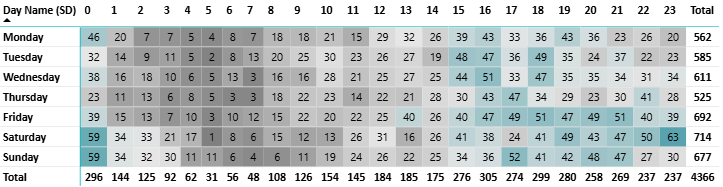 Day Name (SD) 0 1 2 3 4 5 6 7 8 9 10 11 12 13 14 15 16 17 18 19 20 21 22 23 Total
Monday 46 20 7 7 5 4 8 7 18 18 21 15 29 32 26 39 43 33 36 43 36 23 26 20 562
Tuesday 32 14 9 11 5 2 8 13 20 25 30 23 26 27 19 48 47 36 49 35 24 37 22 23 585
Wednesday 38 16 18 10 6 5 13 3 16 16 28 21 25 27 25 44 51 33 47 35 35 31 34 34 611
Thursday 23 11 13 6 8 5 3 3 18 22 23 14 22 21 28 30 43 47 34 29 23 30 41 28 525
Friday 39 15 13 7 10 3 10 12 15 22 20 22 25 40 26 40 47 49 51 47 49 51 40 39 692
Saturday 59 34 33 21 17 1 8 6 15 12 13 26 31 16 26 41 38 24 41 49 43 47 50 63 714
Sunday 59 34 32 30 11 11 6 4 6 11 19 24 26 22 25 34 36 52 41 42 48 47 26 31 677
Total 296 144 125 92 62 31 56 48 108 126 154 145 184 185 175 276 305 274 299 280 258 269 237 237 4366